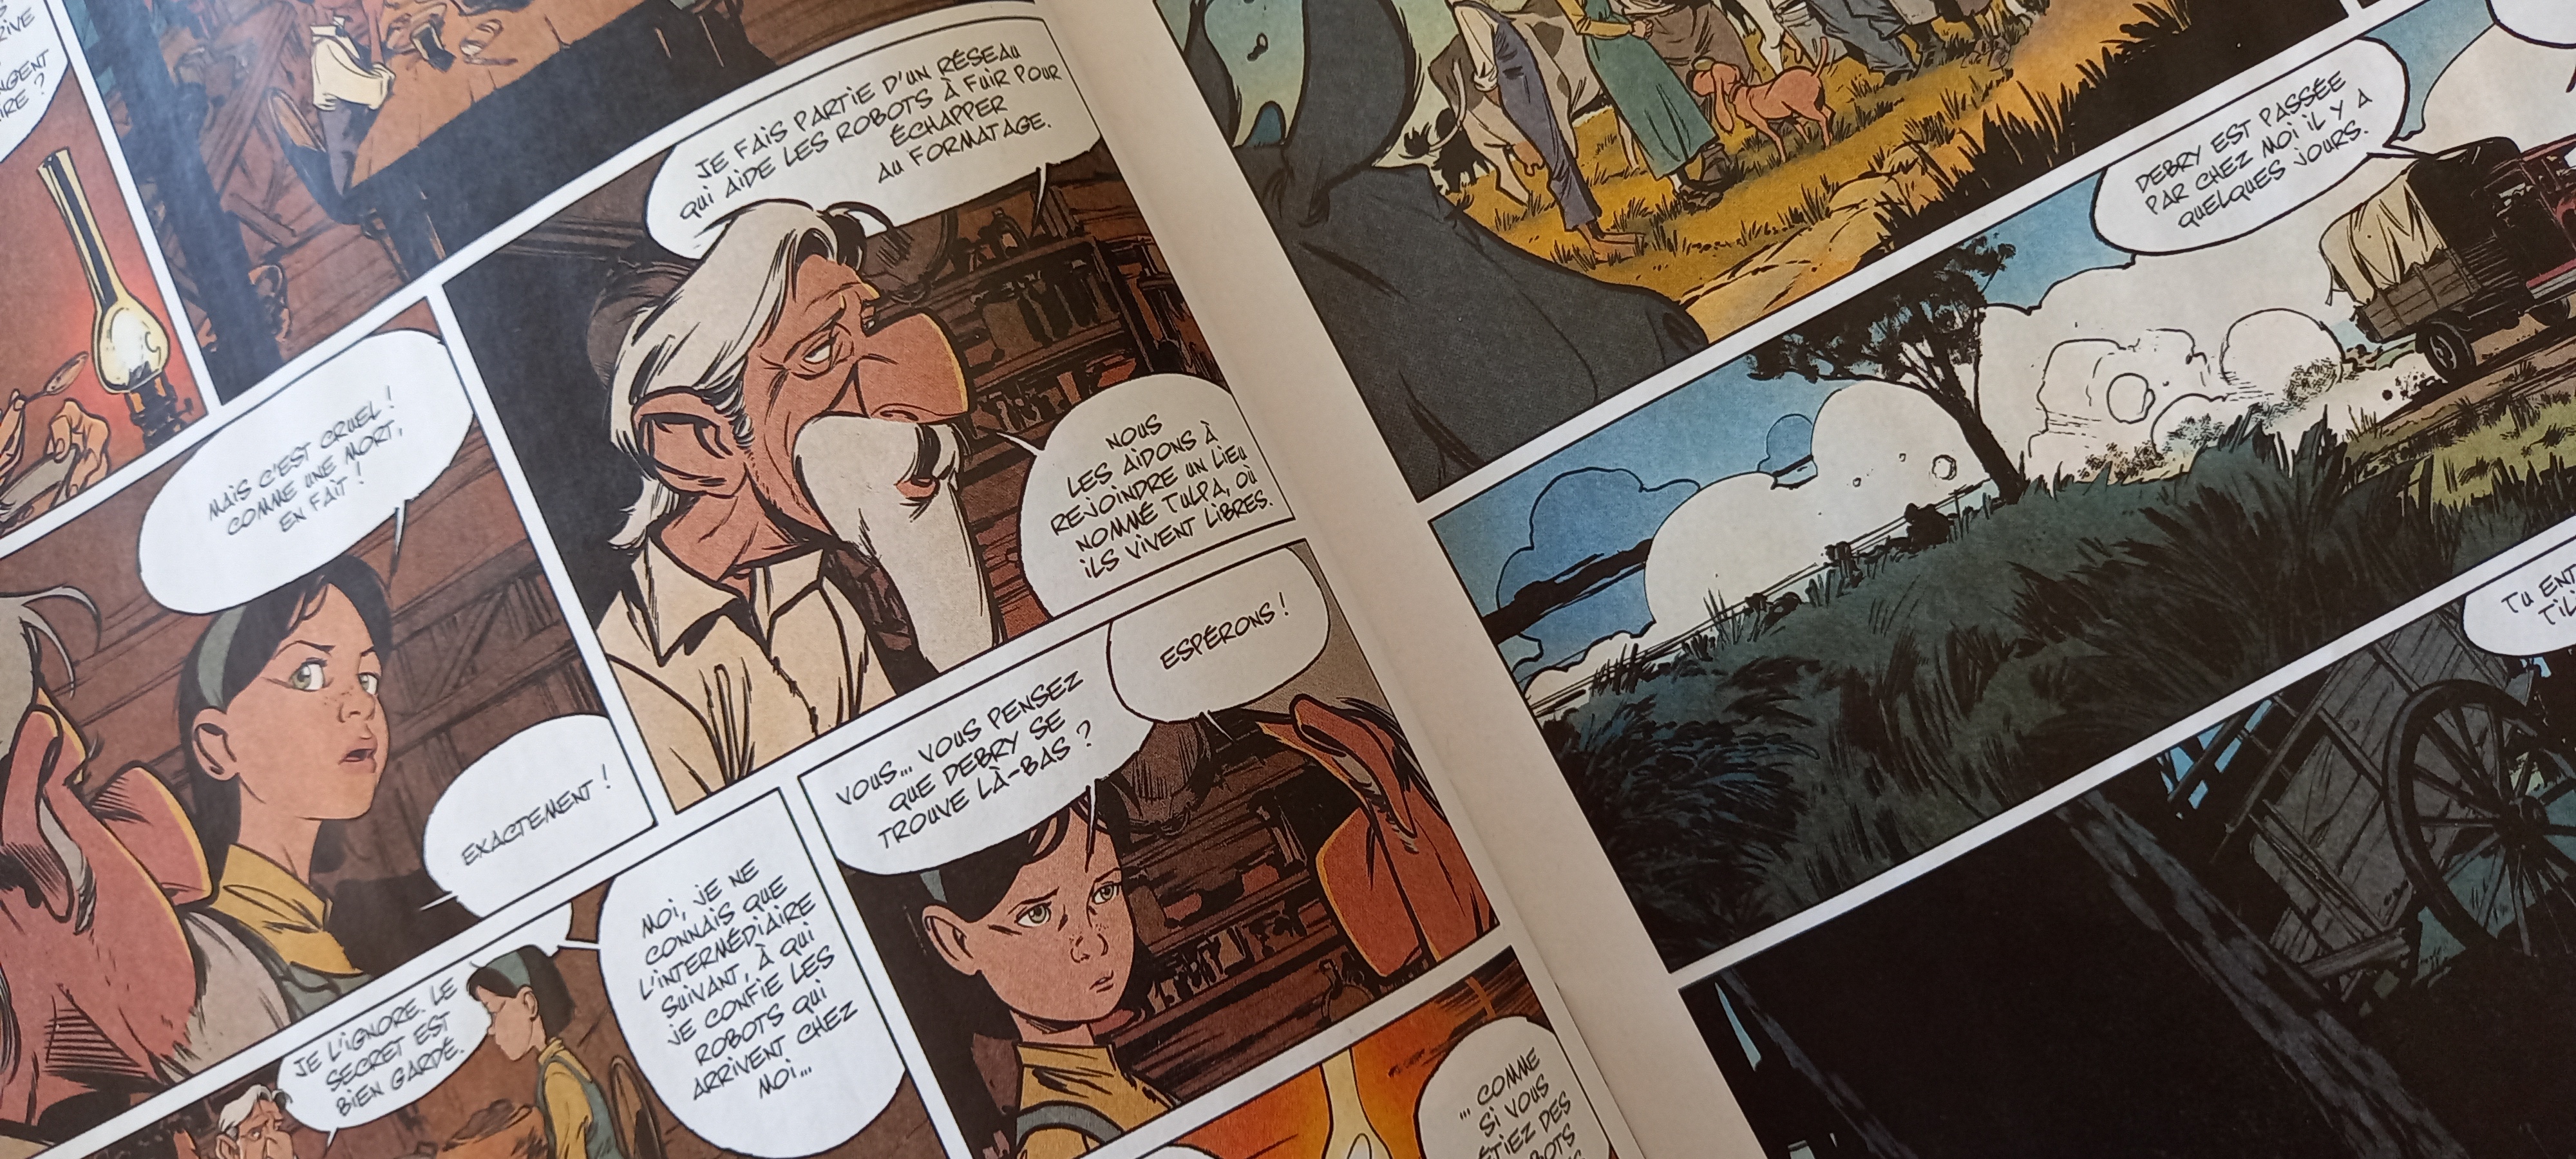 MAIS C'EST CRUEL !
COMME UNE MORT,
EN FAIT !
EXACTEMENT !
JE FAIS PARTIE D'UN RÉSEAU
QUI AIDE LES ROBOTS À FUIR POUR
ÉCHAPPER
AU FORMATAGE.
NOUS
LES AIDONS À
REJOINDRE UN LIEU
NOMMÉ TULPA, OÙ
ILS VIVENT LIBRES.
JE L'IGNORE. LE
SECRET EST
BIEN GARDÉ.
MOI, JE NE
CONNAIS QUE
L'INTERMÉDIAIRE
SUIVANT, À QUI
JE CONFIE LES
ROBOTS QUI
ARRIVENT CHEZ
MOI...
VOUS... VOUS PENSEZ
QUE DEBRY SE
TROUVE LÀ-BAS ?
ESPÉRONS !
... COMME
SI VOUS
DES
DEBRY EST PASSÉE
PAR CHEZ MOI IL Y A
QUELQUES JOURS.
TU